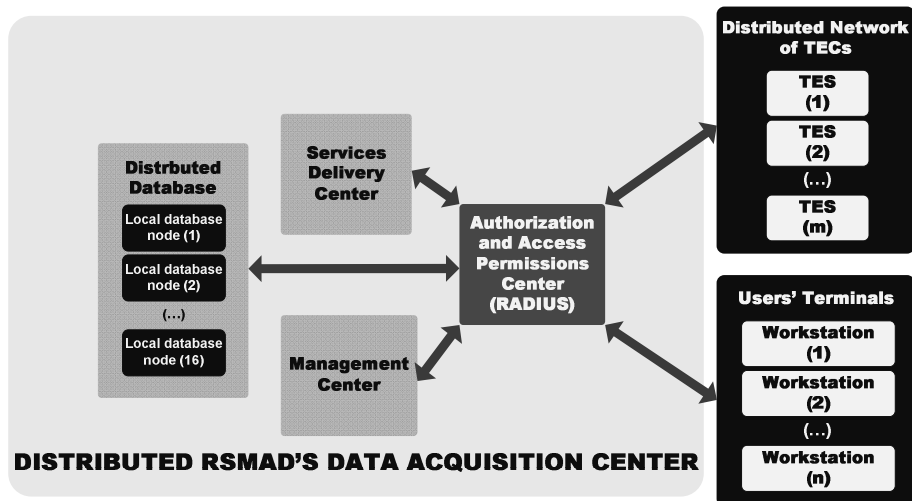 Distrbuted
Database
Local database
node (1)
Local database
node (2)
(...)
Local database
node (16)
Services
Delivery
Center
Management
Center
Authorization
and Access
Permissions
Center
(RADIUS)
DISTRIBUTED RSMAD'S DATA ACQUISITION CENTER
Distributed Network
of TECs
TES
(1)
TES
(2)
(...)
TES
(m)
Users' Terminals
Workstation
(1)
Workstation
(2)
(...)
Workstation
(n)